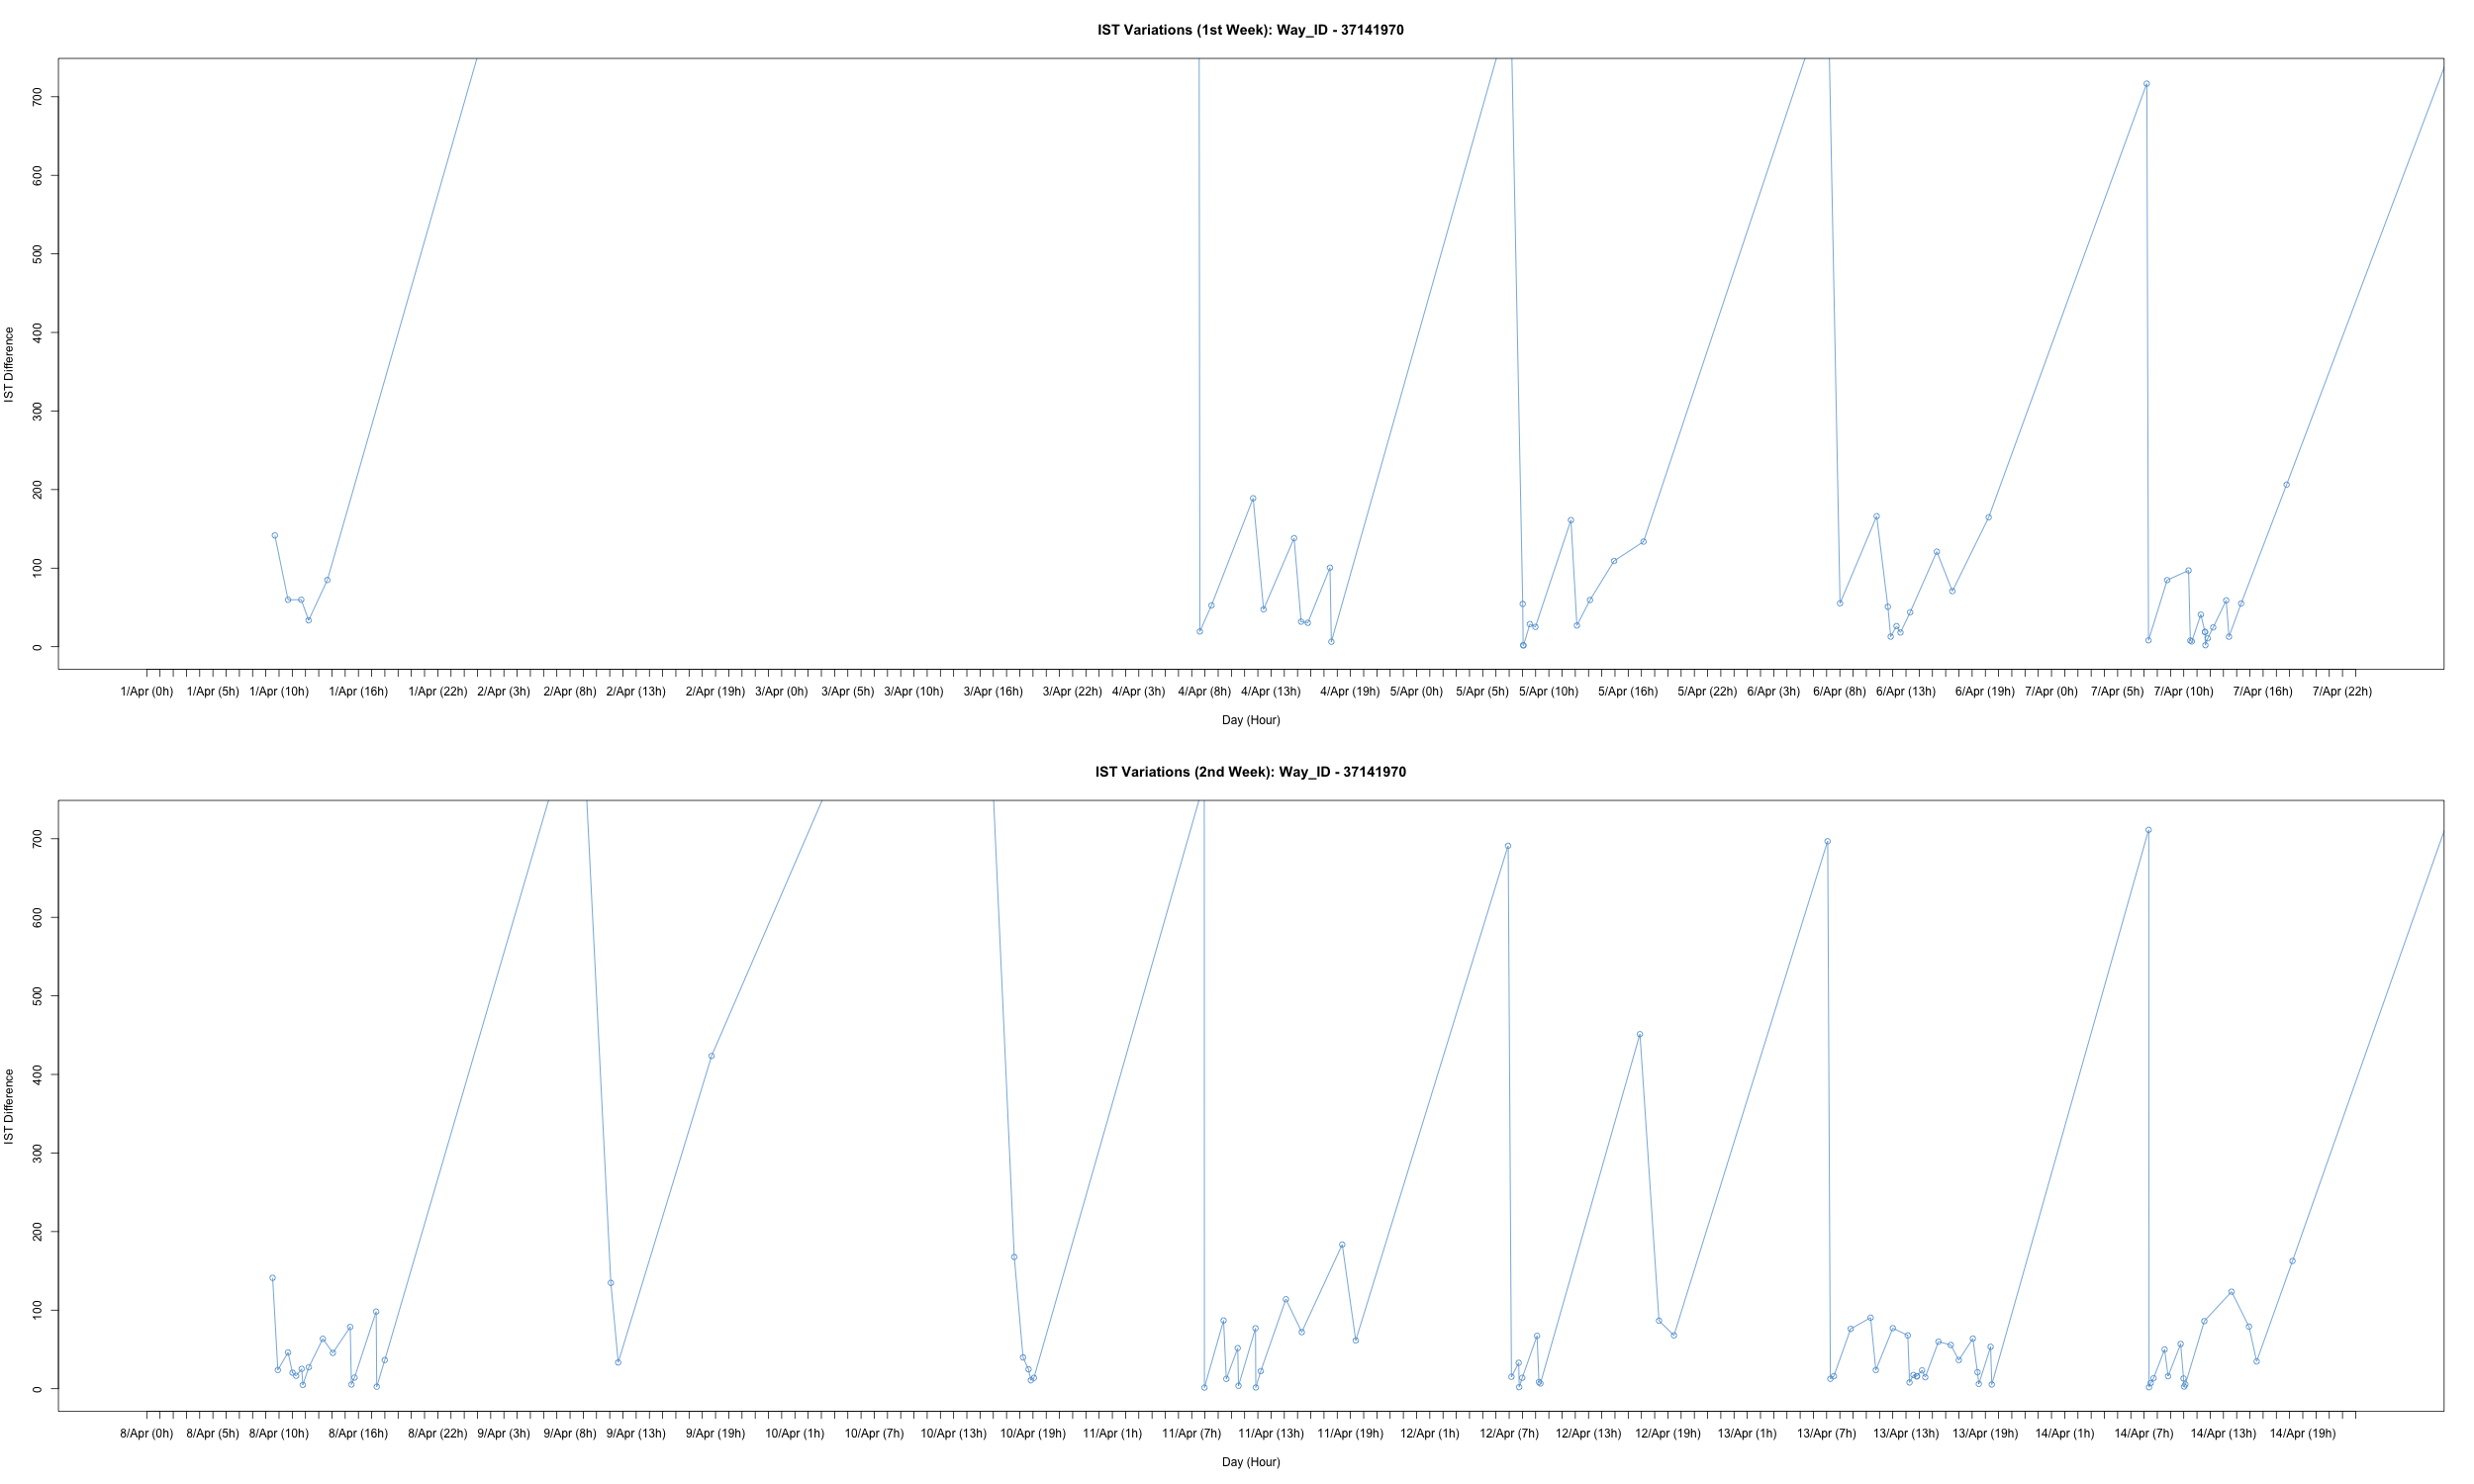 IST Variations (1st Week): Way_ID - 37141970
IST Difference
700
600
500
400
300
200
100
0
1/Apr (0h) 1/Apr (5h) 1/Apr (10h) 1/Apr (16h) 1/Apr (22h) 2/Apr (3h) 2/Apr (8h) 2/Apr (13h) 2/Apr (19h) 3/Apr (0h) 3/Apr (5h) 3/Apr (10h) 3/Apr (16h) 3/Apr (22h) 4/Apr (3h) 4/Apr (8h) 4/Apr (13h) 4/Apr (19h) 5/Apr (0h) 5/Apr (5h) 5/Apr (10h) 5/Apr (16h) 5/Apr (22h) 6/Apr (3h) 6/Apr (8h) 6/Apr (13h) 6/Apr (19h) 7/Apr (0h) 7/Apr (5h) 7/Apr (10h) 7/Apr (16h) 7/Apr (22h)
Day (Hour)
IST Variations (2nd Week): Way_ID - 37141970
IST Difference
700
600
500
400
300
200
100
0
8/Apr (0h) 8/Apr (5h) 8/Apr (10h) 8/Apr (16h) 8/Apr (22h) 9/Apr (3h) 9/Apr (8h) 9/Apr (13h) 9/Apr (19h) 10/Apr (1h) 10/Apr (7h) 10/Apr (13h) 10/Apr (19h) 11/Apr (1h) 11/Apr (7h) 11/Apr (13h) 11/Apr (19h) 12/Apr (1h) 12/Apr (7h) 12/Apr (13h) 12/Apr (19h) 13/Apr (1h) 13/Apr (7h) 13/Apr (13h) 13/Apr (19h) 14/Apr (1h) 14/Apr (7h) 14/Apr (13h) 14/Apr (19h)
Day (Hour)